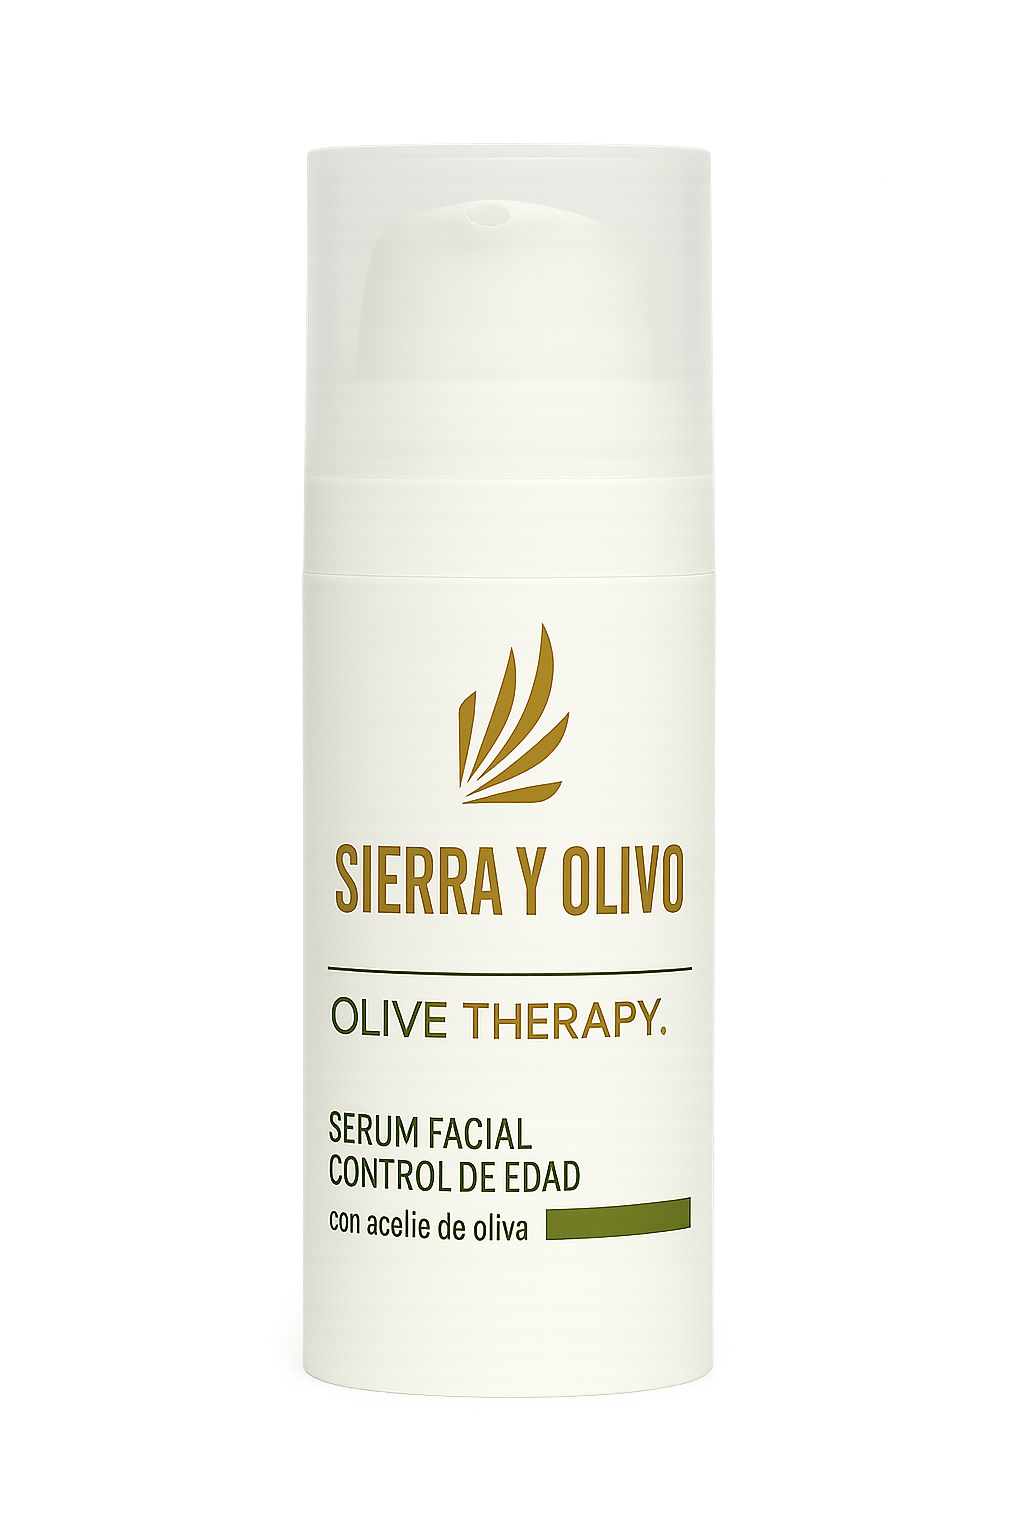 SIERRA Y OLIVO
OLIVE THERAPY.
SERUM FACIAL
CONTROL DE EDAD
con acelie de oliva